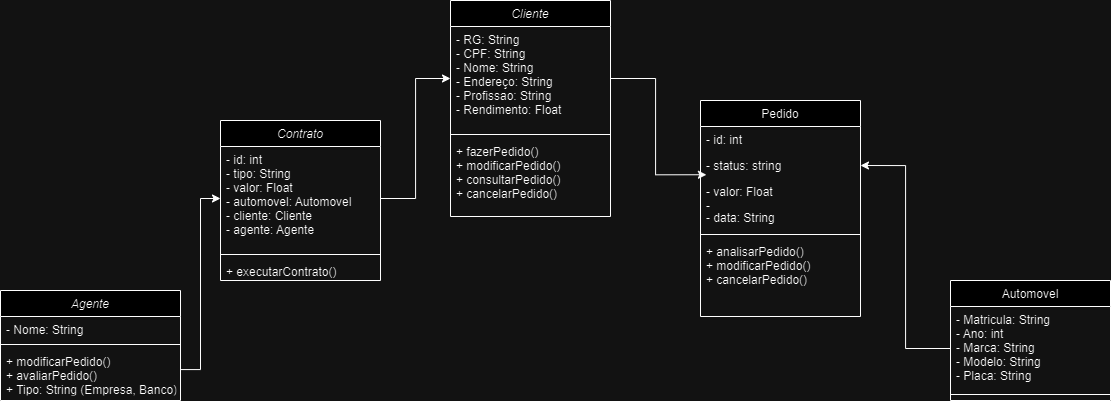 Cliente
- RG: String
- CPF: String
- Nome: String
- Endereço: String
- Profissao: String
- Rendimento: Float
+ fazerPedido()
+ modificarPedido()
+ consultarPedido()
+ cancelarPedido()
Contrato
- id: int
- tipo: String
- valor: Float
- automovel: Automovel
- cliente: Cliente
- agente: Agente
+ executarContrato()
Agente
- Nome: String
+ modificarPedido()
+ avaliarPedido()
+ Tipo: String (Empresa, Banco)
Pedido
- id: int
- status: string
- valor: Float
-
- data: String
+ analisarPedido()
+ modificarPedido()
+ cancelarPedido()
Automovel
- Matricula: String
- Ano: int
- Marca: String
- Modelo: String
- Placa: String